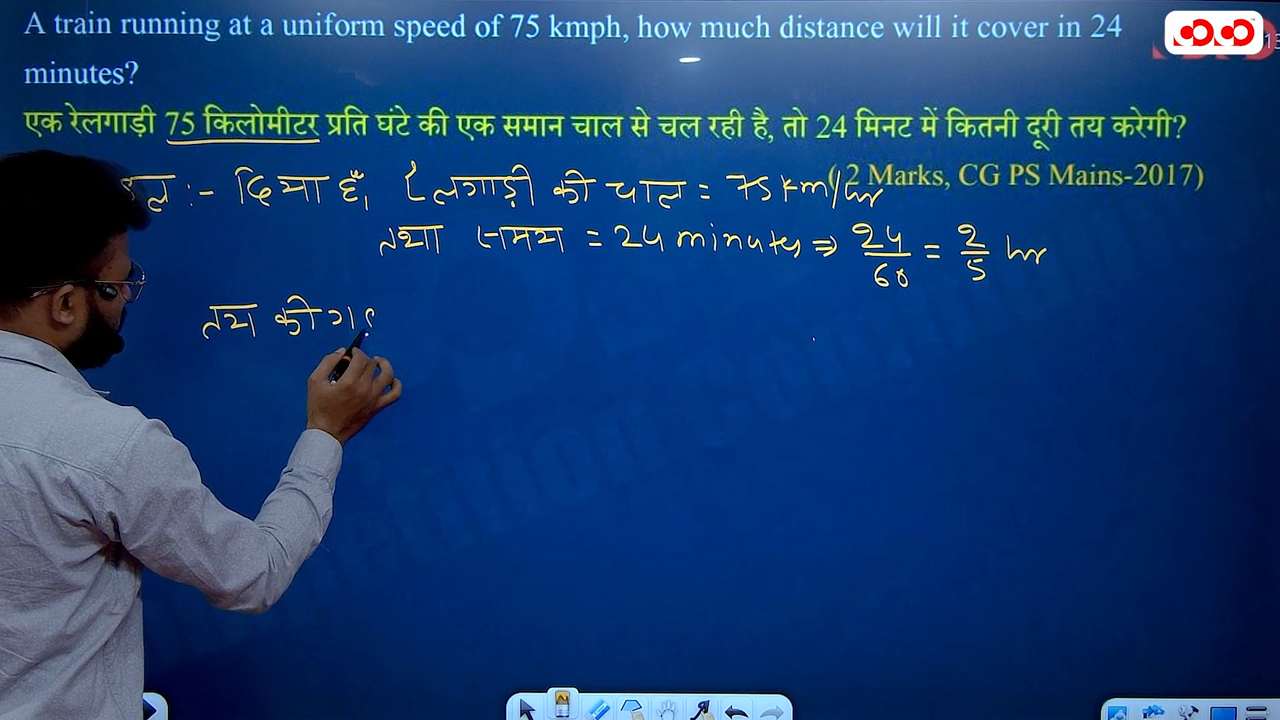 A train running at a uniform speed of 75 kmph, how much distance will it cover in 24
minutes?
एक रेलगाड़ी 75 किलोमीटर प्रति घंटे की एक समान चाल से चल रही है, तो 24 मिनट में कितनी दूरी तय करेगी?
(2 Marks, CG PS Mains-2017)
:- दिया है, रेलगाड़ी की चाल = 75 km/hr
तथा समय = 24 minutes ⇒ 24/60 = 2/5 hr
तय की ग